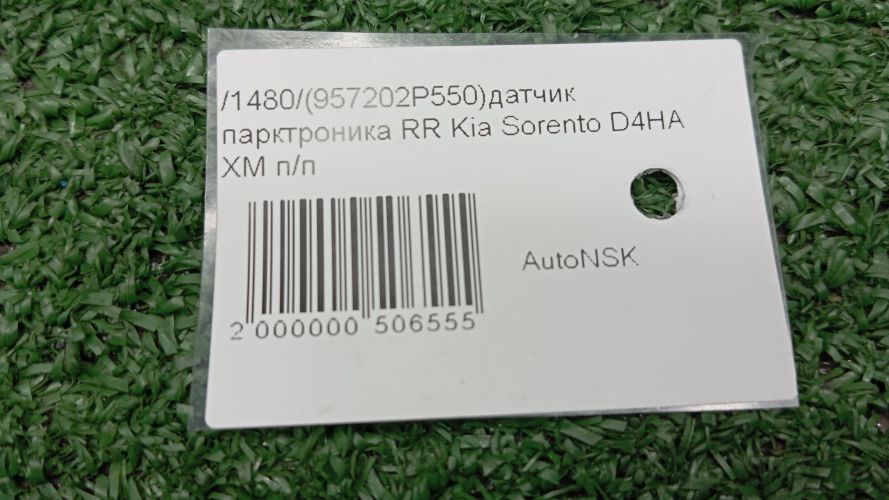 /1480/(957202P550)датчик
парктроника RR Kia Sorento D4HA
XM п/п
AutoNSK
2 000000 506555